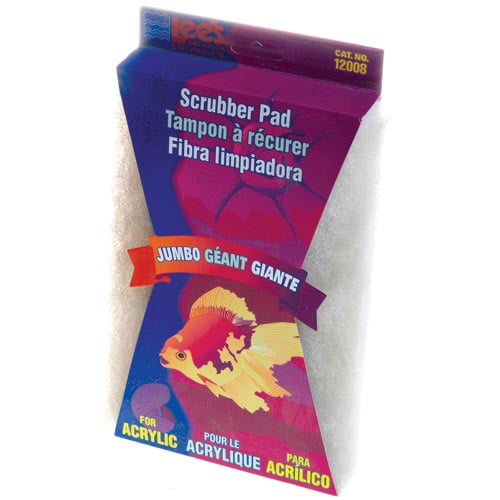 Lee's
CAT. NO.
12008
Scrubber Pad
Tampon à récurer
Fibra limpiadora
JUMBO GÉANT GIANTE
FOR
ACRYLIC
POUR LE
ACRYLIQUE
PARA
ACRÍLICO